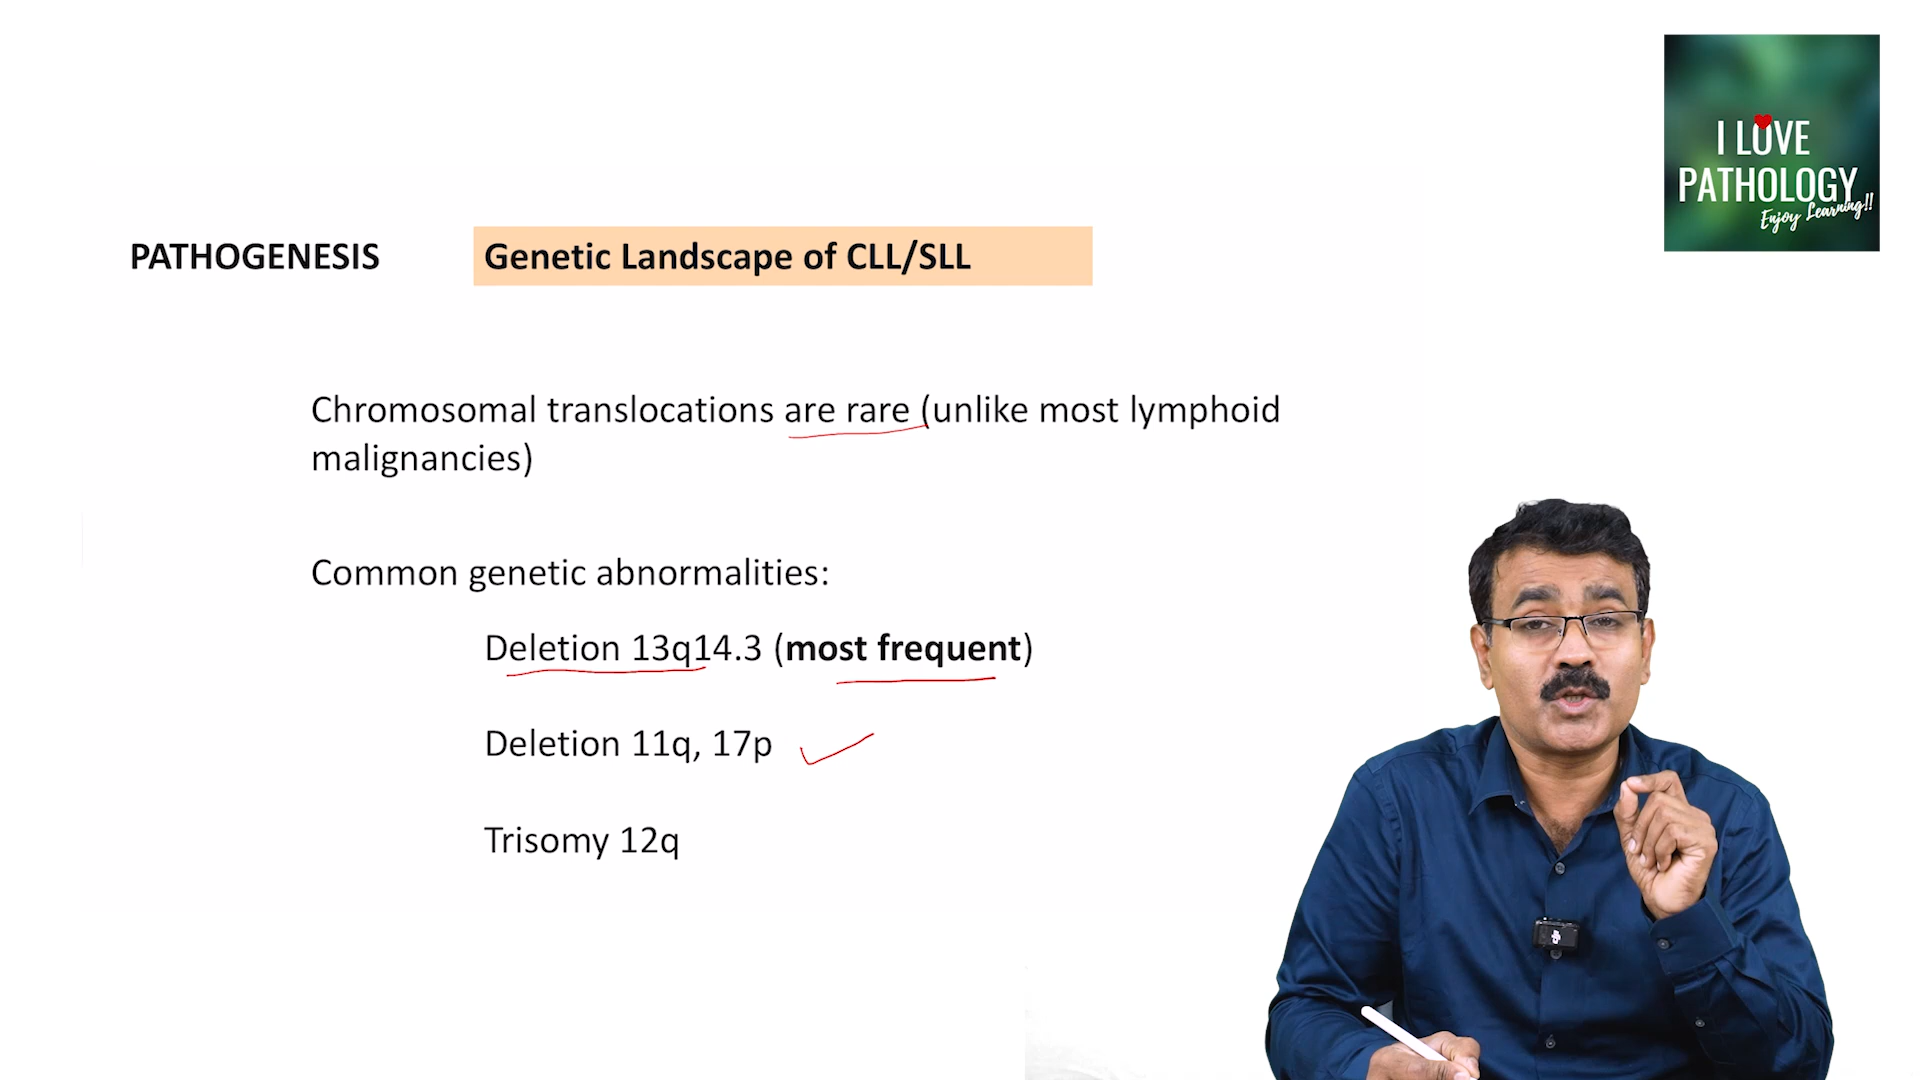 I LOVE
PATHOLOGY
Enjoy Learning!!
PATHOGENESIS
Genetic Landscape of CLL/SLL
Chromosomal translocations are rare (unlike most lymphoid
malignancies)
Common genetic abnormalities:
Deletion 13q14.3 (most frequent)
Deletion 11q, 17p
Trisomy 12q